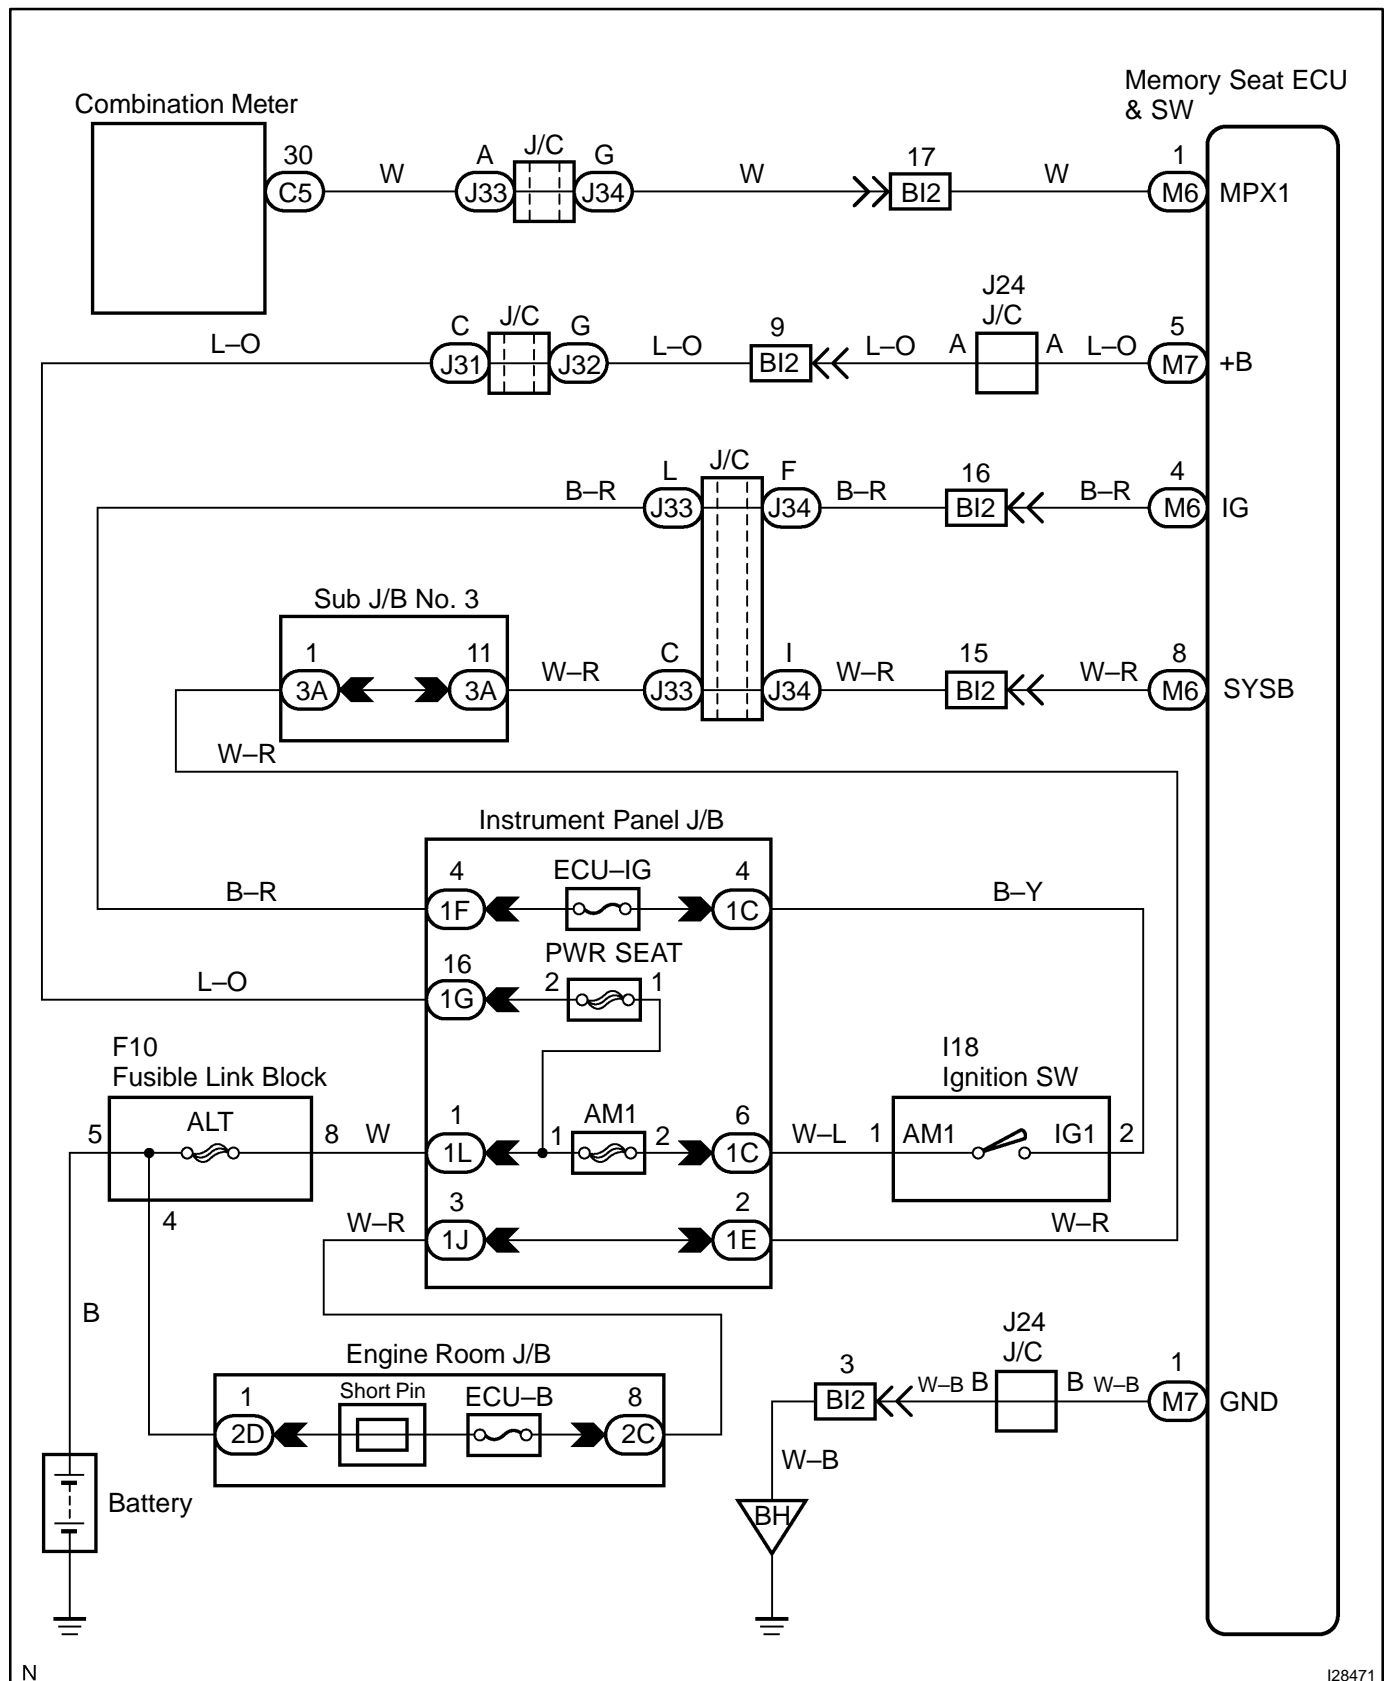 Memory Seat ECU
& SW
Combination Meter
30
C5
W
A
J33
J/C
G
J34
W
17
BI2
W
1
M6
MPX1
L–O
C
J31
J/C
G
J32
L–O
9
BI2
L–O
A
J24
J/C
A
L–O
5
M7
+B
B–R
L
J33
J/C
F
J34
B–R
16
BI2
B–R
4
M6
IG
Sub J/B No. 3
1
3A
11
3A
W–R
C
J33
I
J34
W–R
15
BI2
W–R
8
M6
SYSB
W–R
Instrument Panel J/B
B–R
4
1F
ECU–IG
4
1C
B–Y
L–O
16
1G
PWR SEAT
2
1
F10
Fusible Link Block
5
ALT
8
W
4
1
1L
1
AM1
2
6
1C
W–L
I18
Ignition SW
1
AM1
IG1
2
W–R
3
1J
2
1E
W–R
B
Engine Room J/B
1
2D
Short Pin
ECU–B
8
2C
3
BI2
W–B
B
J24
J/C
B
W–B
1
M7
GND
W–B
BH
Battery
N
I28471